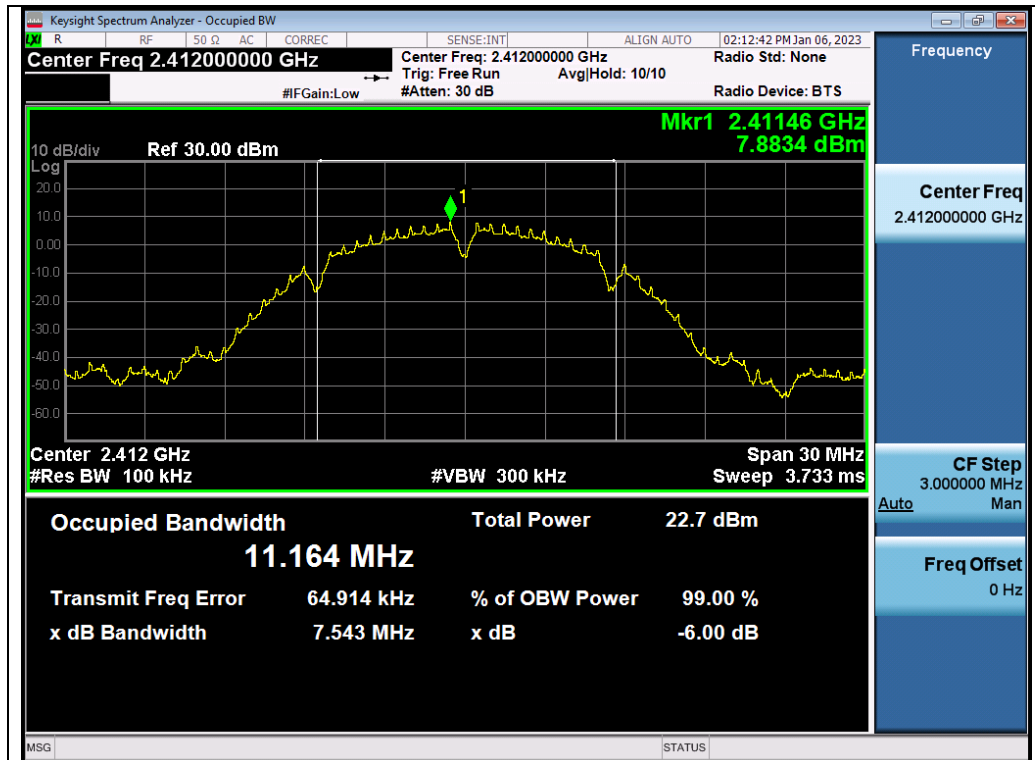 Keysight Spectrum Analyzer - Occupied BW
LXI R RF 50 Ω AC CORREC SENSE:INT ALIGN AUTO 02:12:42 PM Jan 06, 2023
Center Freq 2.412000000 GHz
Center Freq: 2.412000000 GHz Radio Std: None
Trig: Free Run Avg|Hold: 10/10
#IFGain:Low #Atten: 30 dB Radio Device: BTS
Mkr1 2.41146 GHz
7.8834 dBm
10 dB/div Ref 30.00 dBm
Log
20.0
1
10.0
0.00
-10.0
-20.0
-30.0
-40.0
-50.0
-60.0
Center 2.412 GHz Span 30 MHz
#Res BW 100 kHz #VBW 300 kHz Sweep 3.733 ms
Occupied Bandwidth Total Power 22.7 dBm
11.164 MHz
Transmit Freq Error 64.914 kHz % of OBW Power 99.00 %
x dB Bandwidth 7.543 MHz x dB -6.00 dB
Frequency
Center Freq
2.412000000 GHz
CF Step
3.000000 MHz
Auto Man
Freq Offset
0 Hz
MSG STATUS